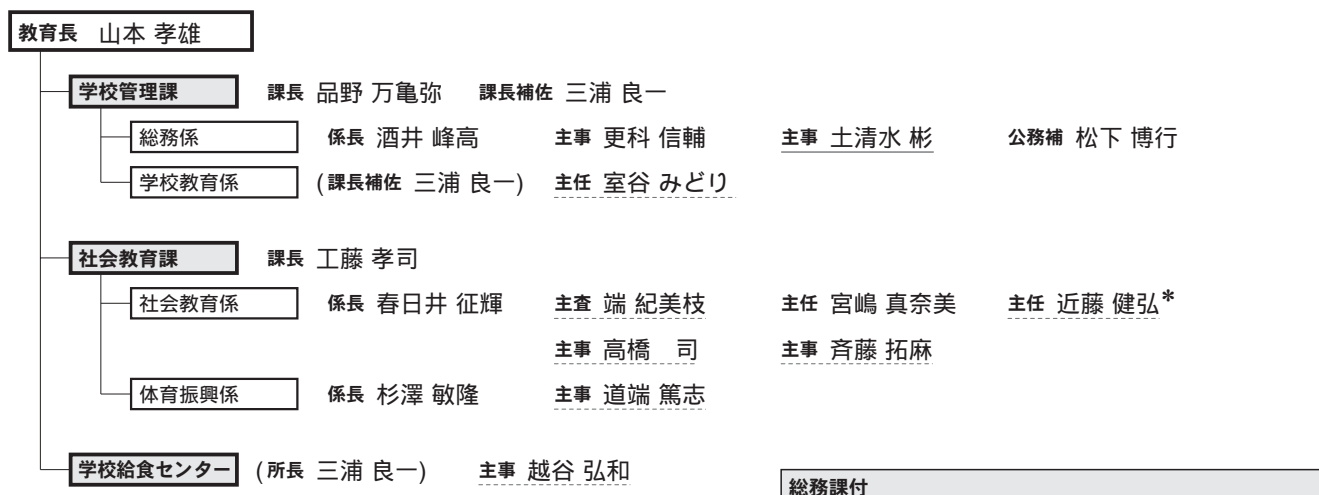 教育長 山本 孝雄
学校管理課 課長 品野 万亀弥 課長補佐 三浦 良一
総務係 係長 酒井 峰高 主事 更科 信輔 主事 土清水 彬 公務補 松下 博行
学校教育係 (課長補佐 三浦 良一) 主任 室谷 みどり
社会教育課 課長 工藤 孝司
社会教育係 係長 春日井 征輝 主査 端 紀美枝 主任 宮嶋 真奈美 主任 近藤 健弘*
主事 高橋 司 主事 斉藤 拓麻
体育振興係 係長 杉澤 敏隆 主事 道端 篤志
学校給食センター (所長 三浦 良一) 主事 越谷 弘和
総務課付